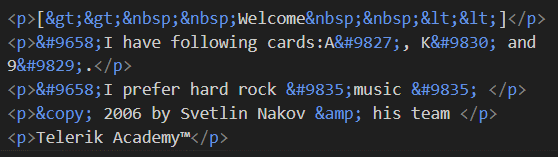 <p>[&gt;&gt;&nbsp;&nbsp;Welcome&nbsp;&nbsp;&lt;&lt;]</p>
<p>&#9658;I have following cards:A&#9827;, K&#9830; and
9&#9829;.</p>
<p>&#9658;I prefer hard rock &#9835;music &#9835; </p>
<p>&copy; 2006 by Svetlin Nakov &amp; his team </p>
<p>Telerik Academy™</p>